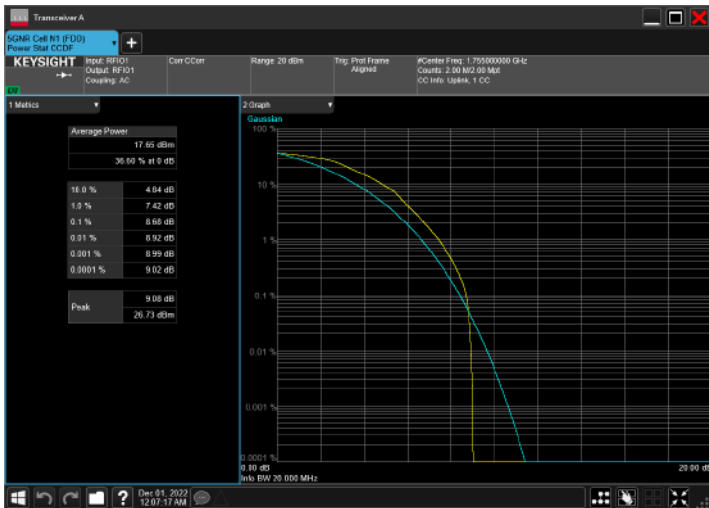 Transceiver A
5GNR Cell N1 (FDD)
Power Stat CCDF
KEYSIGHT
Input: RFIO1
Output: RFIO1
Coupling: AC
Corr CCorr
Range: 20 dBm
Trig: Prot Frame
Aligned
#Center Freq: 1.755000000 GHz
Counts: 2.00 M/2.00 Mpt
CC Info: Uplink, 1 CC
1 Metrics
Average Power
17.65 dBm
36.60 % at 0 dB
10.0 % 4.84 dB
1.0 % 7.42 dB
0.1 % 8.68 dB
0.01 % 8.92 dB
0.001 % 8.99 dB
0.0001 % 9.02 dB
Peak
9.08 dB
26.73 dBm
2 Graph
Gaussian
100 %
10 %
1 %
0.1 %
0.01 %
0.001 %
0.0001 %
0.00 dB
20.00 dB
Info BW 20.000 MHz
?
Dec 01, 2022
12:07:17 AM